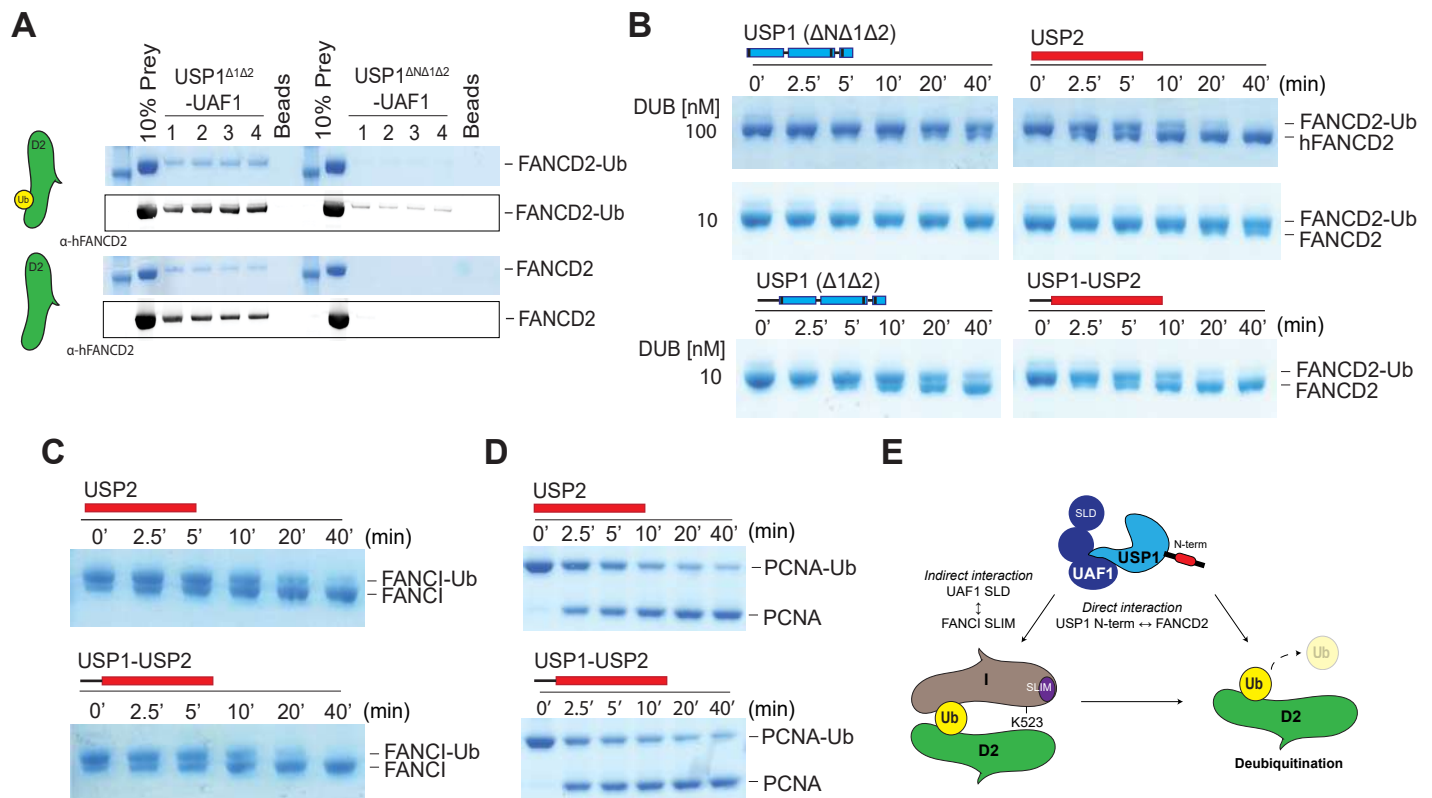 A
10% Prey
USP1Δ1Δ2
-UAF1
1 2 3 4
Beads
10% Prey
USP1ΔNΔ1Δ2
-UAF1
1 2 3 4
Beads
D2
Ub
FANCD2-Ub
FANCD2-Ub
α-hFANCD2
D2
FANCD2
FANCD2
α-hFANCD2
B
USP1 (ΔNΔ1Δ2)
0’ 2.5’ 5’ 10’ 20’ 40’
DUB [nM]
100
10
USP2
0’ 2.5’ 5’ 10’ 20’ 40’ (min)
FANCD2-Ub
hFANCD2
FANCD2-Ub
FANCD2
USP1 (Δ1Δ2)
0’ 2.5’ 5’ 10’ 20’ 40’
DUB [nM]
10
USP1-USP2
0’ 2.5’ 5’ 10’ 20’ 40’ (min)
FANCD2-Ub
FANCD2
C
USP2
0’ 2.5’ 5’ 10’ 20’ 40’ (min)
FANCI-Ub
FANCI
USP1-USP2
0’ 2.5’ 5’ 10’ 20’ 40’ (min)
FANCI-Ub
FANCI
D
USP2
0’ 2.5’ 5’ 10’ 20’ 40’ (min)
PCNA-Ub
PCNA
USP1-USP2
0’ 2.5’ 5’ 10’ 20’ 40’ (min)
PCNA-Ub
PCNA
E
SLD
UAF1
USP1
N-term
Indirect interaction
UAF1 SLD
↕
FANCI SLIM
Direct interaction
USP1 N-term ↔ FANCD2
I
SLIM
Ub
K523
D2
Ub
Ub
D2
Deubiquitination